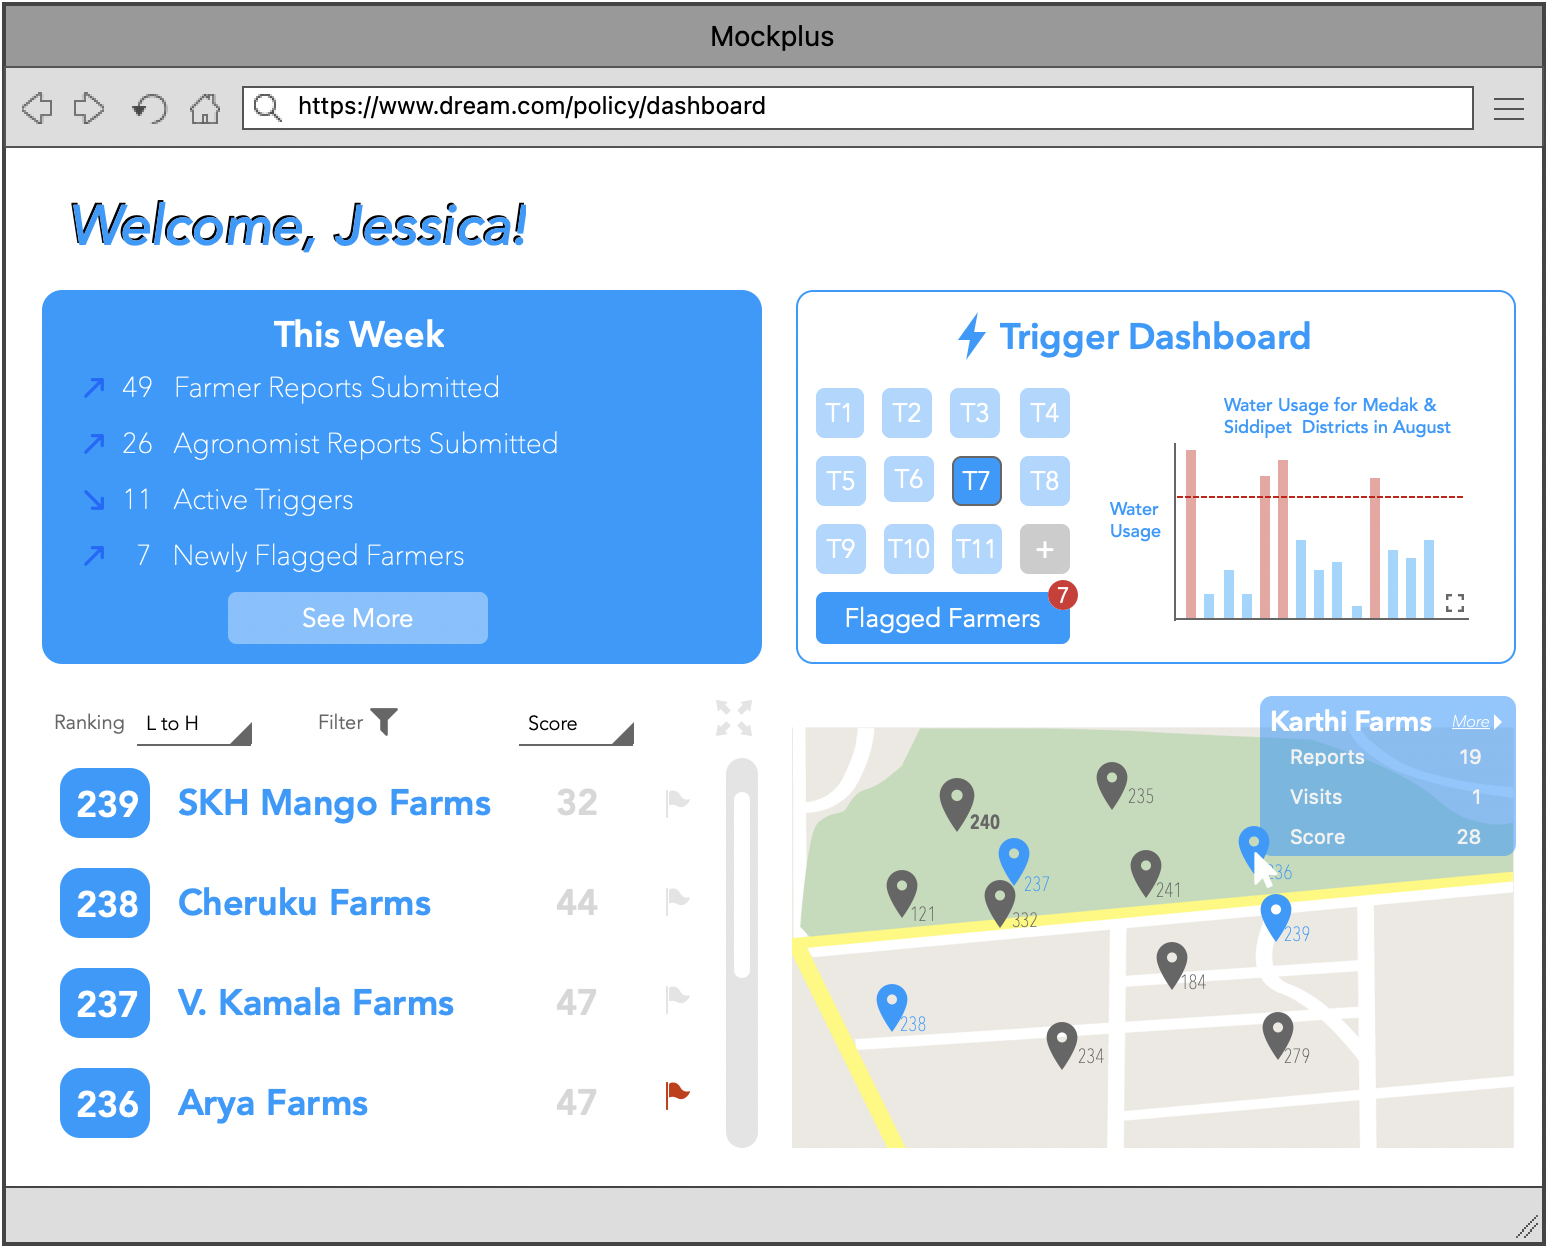 Mockplus
https://www.dream.com/policy/dashboard
Welcome, Jessica!
This Week
49 Farmer Reports Submitted
26 Agronomist Reports Submitted
11 Active Triggers
7 Newly Flagged Farmers
See More
Trigger Dashboard
T1 T2 T3 T4
T5 T6 T7 T8
T9 T10 T11 +
7
Flagged Farmers
Water Usage for Medak &
Siddipet Districts in August
Water
Usage
Ranking L to H Filter Score
239 SKH Mango Farms 32
238 Cheruku Farms 44
237 V. Kamala Farms 47
236 Arya Farms 47
Karthi Farms More
Reports 19
Visits 1
Score 28
235
240
237
241
121
332
239
184
238
234
279